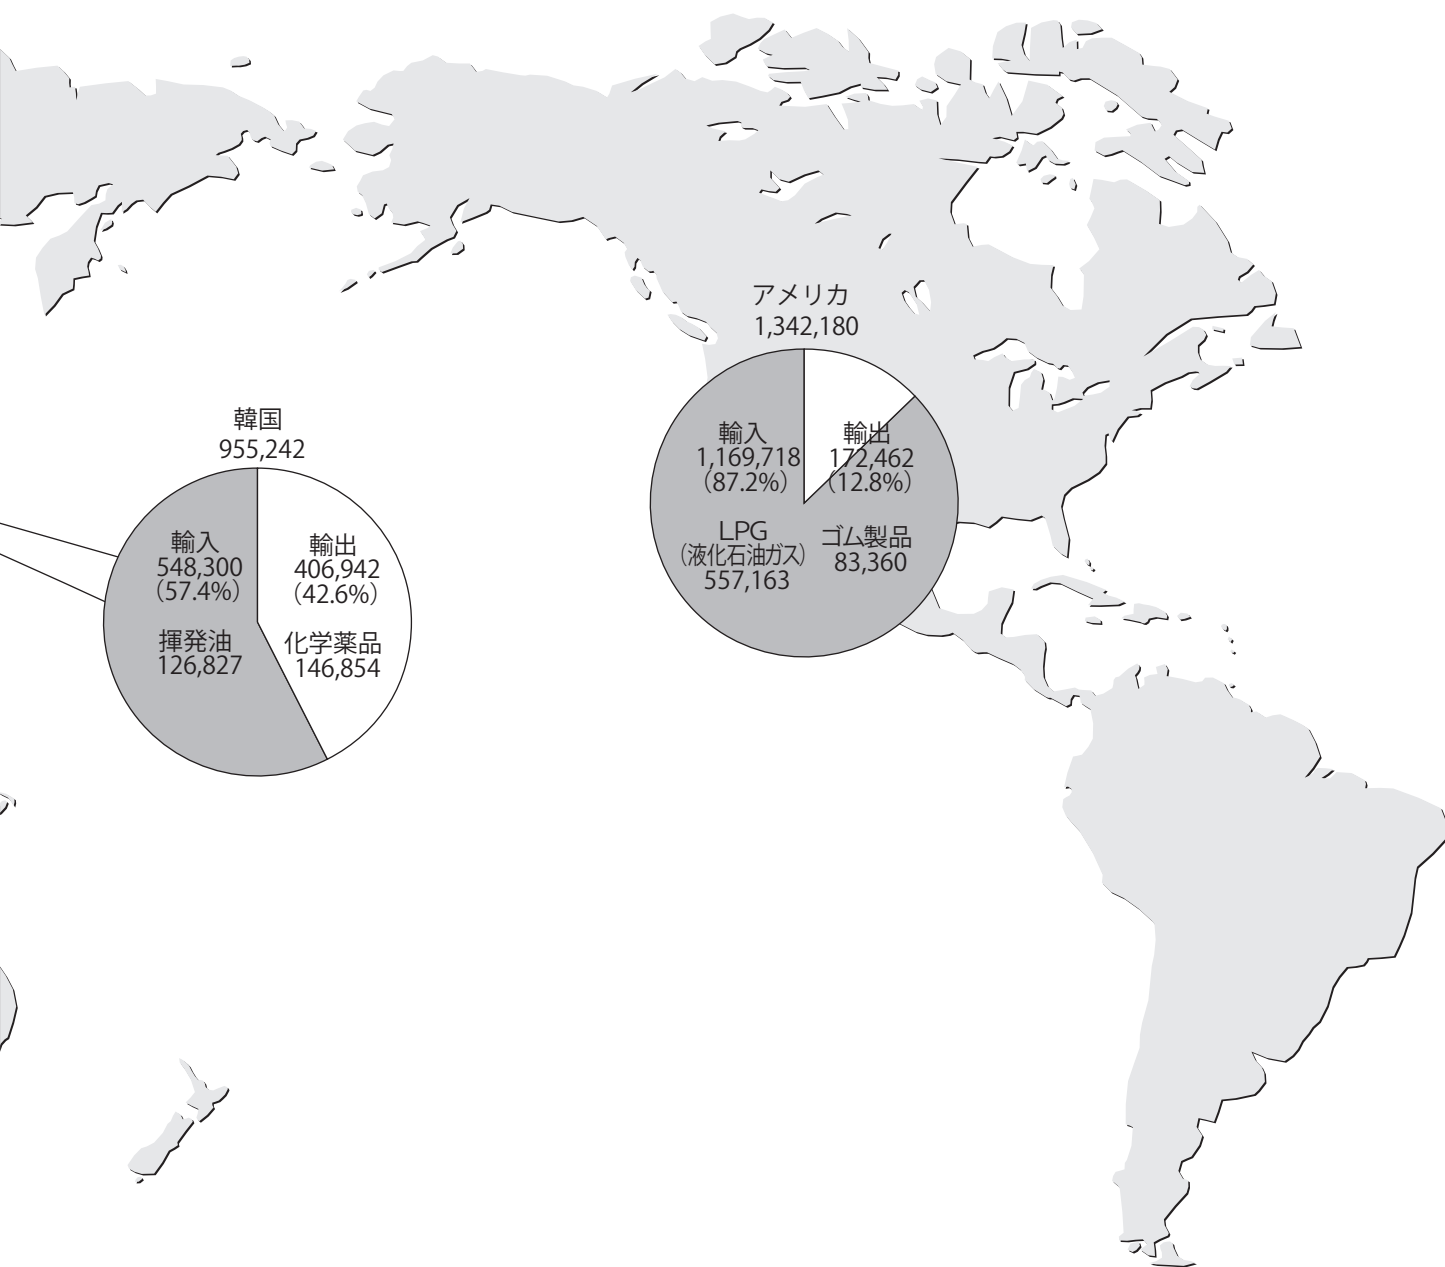 アメリカ
1,342,180
輸入
1,169,718
(87.2%)
LPG
(液化石油ガス)
557,163
輸出
172,462
(12.8%)
ゴム製品
83,360
韓国
955,242
輸入
548,300
(57.4%)
揮発油
126,827
輸出
406,942
(42.6%)
化学薬品
146,854